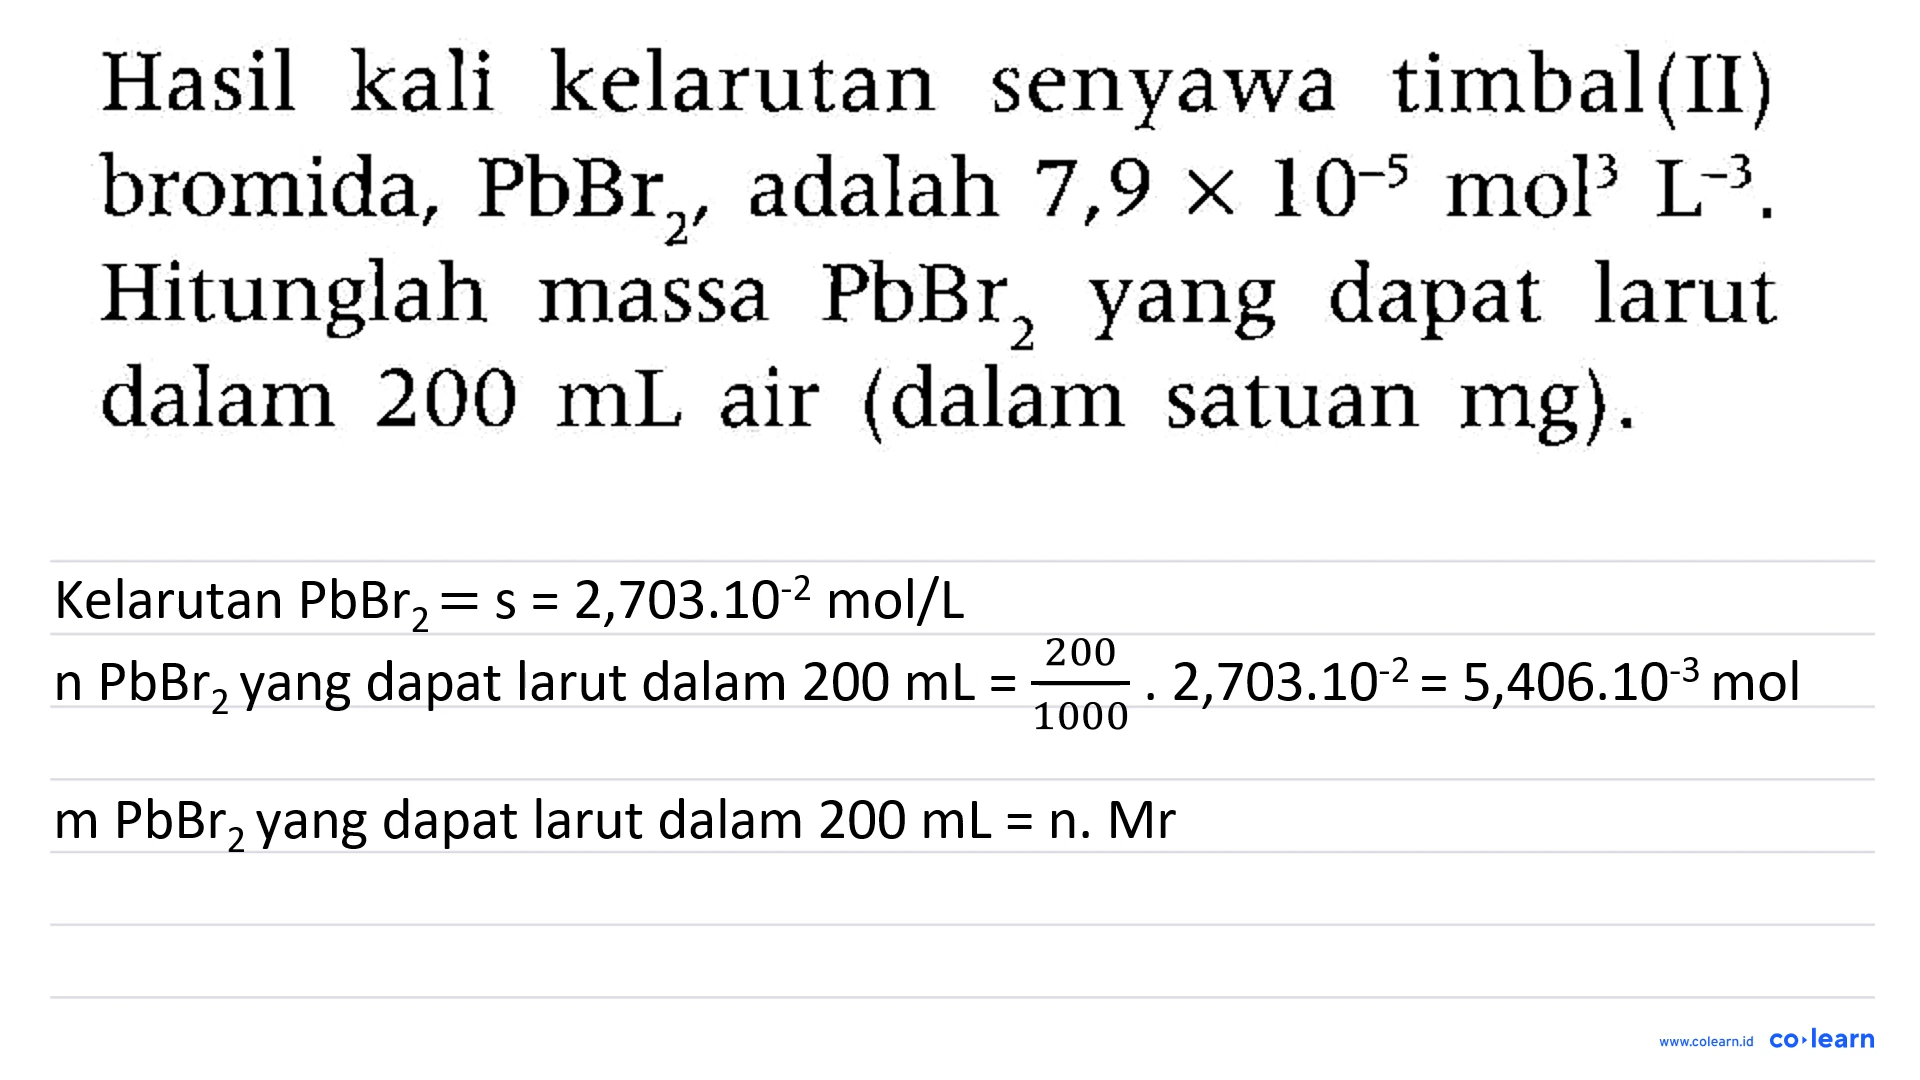 Hasil kali kelarutan senyawa timbal(II)
bromida, PbBr₂, adalah 7,9 × 10⁻⁵ mol³ L⁻³.
Hitunglah massa PbBr₂ yang dapat larut
dalam 200 mL air (dalam satuan mg).
Kelarutan PbBr₂ = s = 2,703.10⁻² mol/L
n PbBr₂ yang dapat larut dalam 200 mL = 200/1000 . 2,703.10⁻² = 5,406.10⁻³ mol
m PbBr₂ yang dapat larut dalam 200 mL = n. Mr
www.colearn.id co·learn